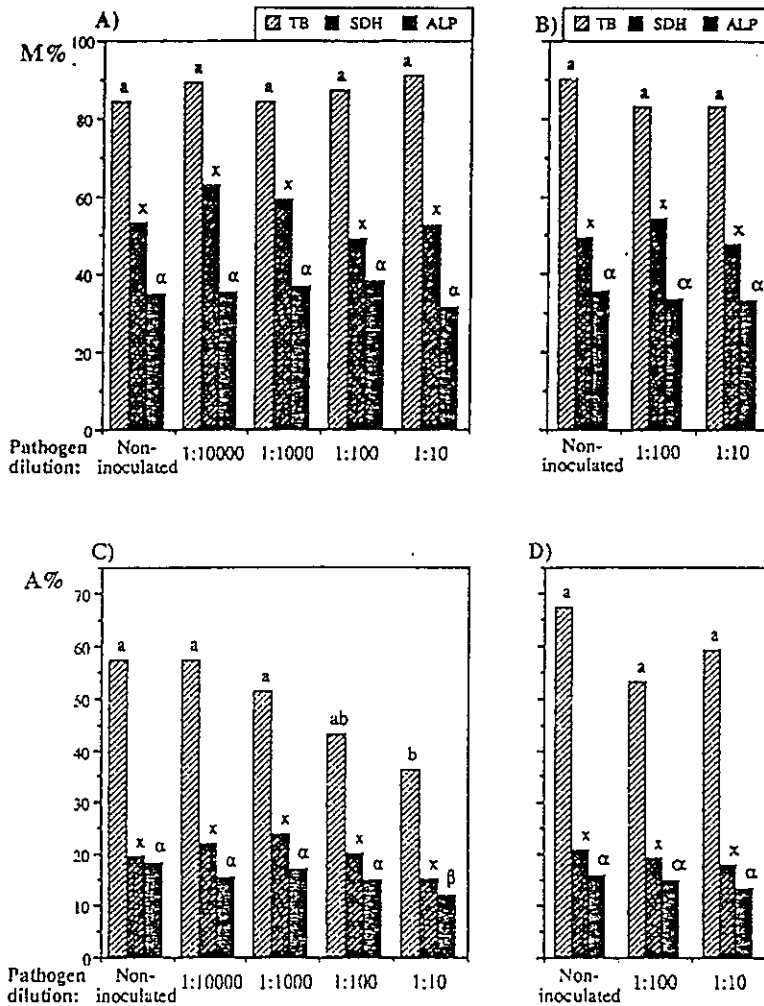 A) TB SDH ALP
B) TB SDH ALP
M%
100
80
60
40
20
0
a x α a x α a x α a x α a x α
a x α a x α a x α
Pathogen dilution: Non-inoculated 1:10000 1:1000 1:100 1:10
Non-inoculated 1:100 1:10
C)
D)
A%
70
60
50
40
30
20
10
0
a x α a x α a x α ab x α b x β
a x α a x α a x α
Pathogen dilution: Non-inoculated 1:10000 1:1000 1:100 1:10
Non-inoculated 1:100 1:10